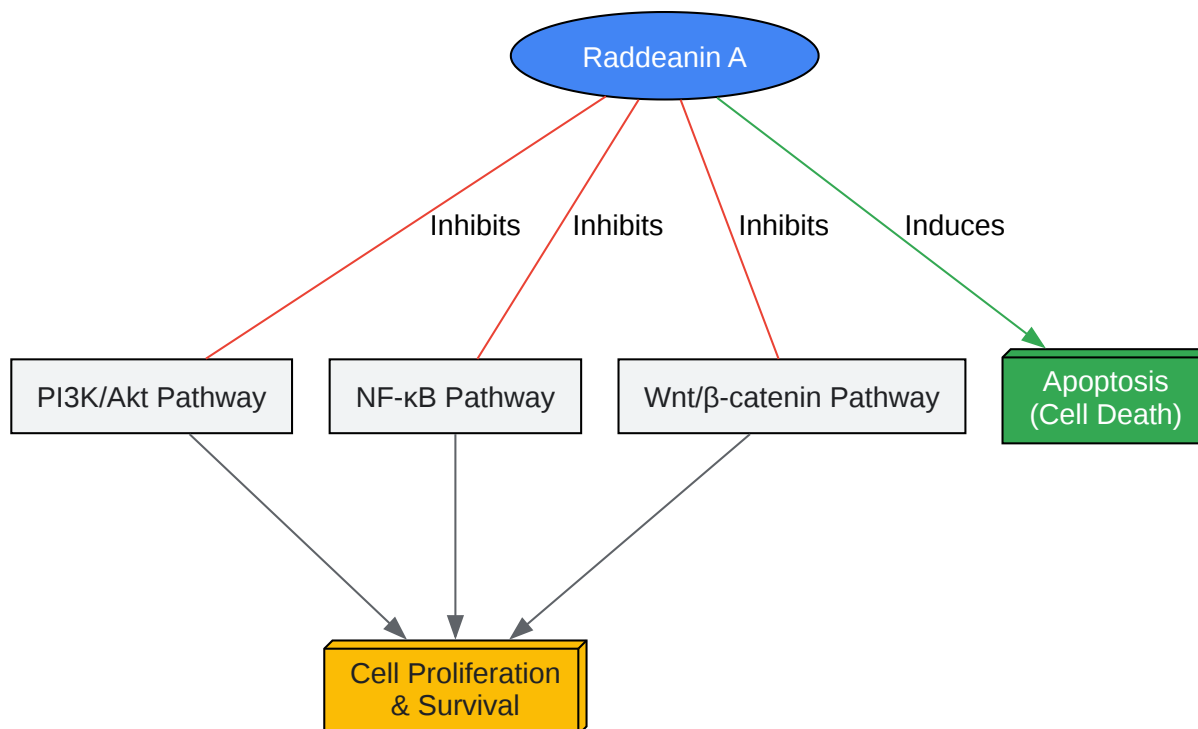 Raddeanin A
Inhibits
Inhibits
Inhibits
Induces
PI3K/Akt Pathway
NF-κB Pathway
Wnt/β-catenin Pathway
Apoptosis
(Cell Death)
Cell Proliferation
& Survival